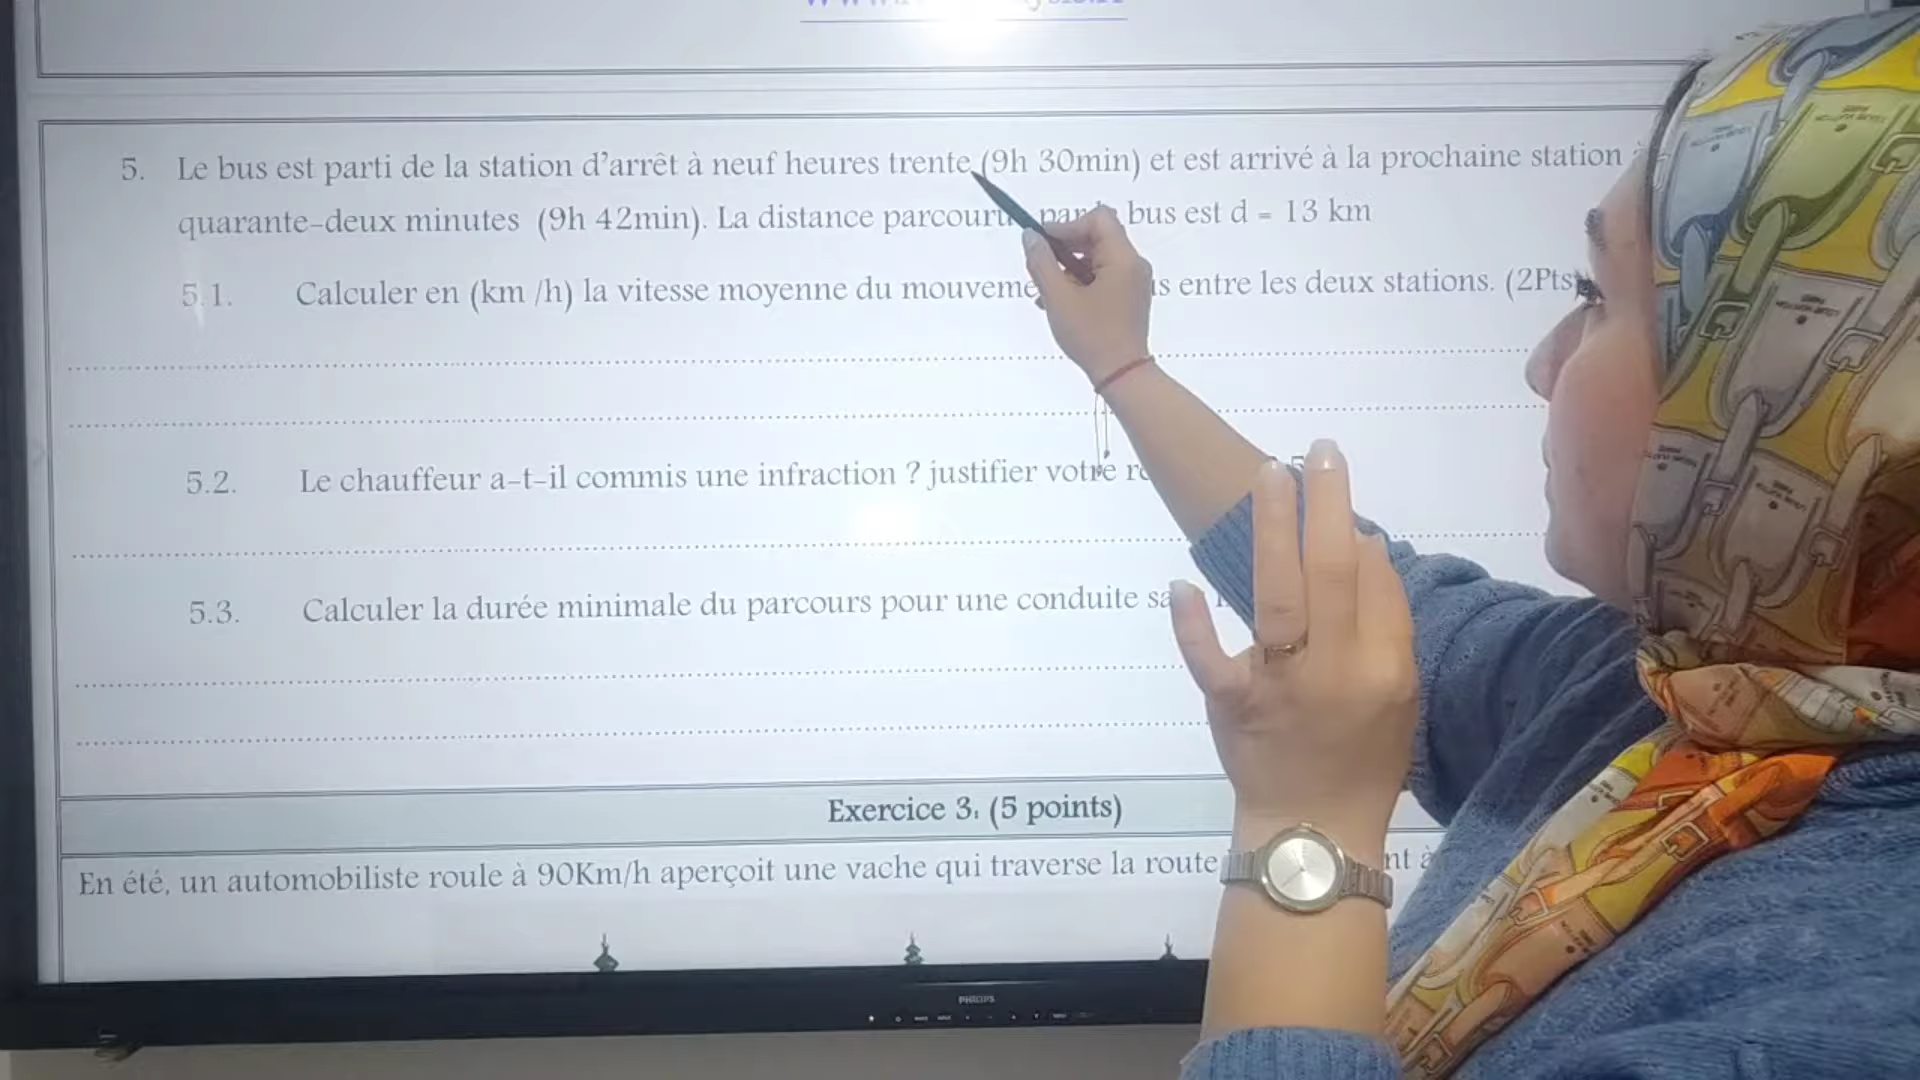 5. Le bus est parti de la station d'arrêt à neuf heures trente (9h 30min) et est arrivé à la prochaine station
quarante-deux minutes (9h 42min). La distance parcouru bus est d = 13 km
5.1. Calculer en (km /h) la vitesse moyenne du mouveme entre les deux stations. (2Pts)
5.2. Le chauffeur a-t-il commis une infraction ? justifier votre
5.3. Calculer la durée minimale du parcours pour une conduite
Exercice 3: (5 points)
En été, un automobiliste roule à 90Km/h aperçoit une vache qui traverse la route
PHILIPS